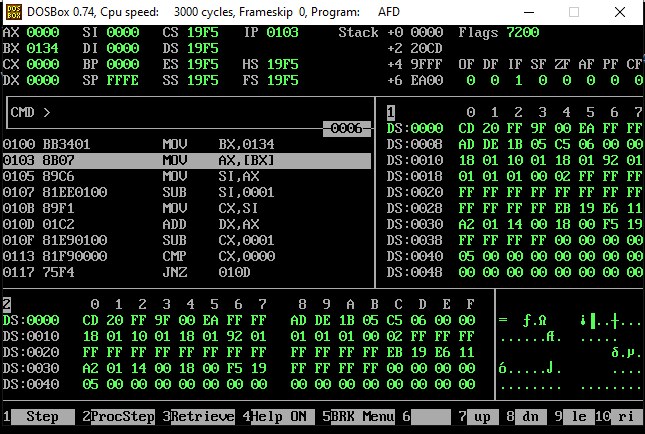 DOSBox 0.74, Cpu speed: 3000 cycles, Frameskip 0, Program: AFD
AX 0000 SI 0000 CS 19F5 IP 0103 Stack +0 0000 Flags 7200
BX 0134 DI 0000 DS 19F5 +2 20CD
CX 0000 BP 0000 ES 19F5 HS 19F5 +4 9FFF OF DF IF SF ZF AF PF CF
DX 0000 SP FFFE SS 19F5 FS 19F5 +6 EA00 0 0 1 0 0 0 0 0
CMD >
0006
1 0 1 2 3 4 5 6 7
DS:0000 CD 20 FF 9F 00 EA FF FF
DS:0008 AD DE 1B 05 C5 06 00 00
DS:0010 18 01 10 01 18 01 92 01
DS:0018 01 01 01 00 02 FF FF FF
DS:0020 FF FF FF FF FF FF FF FF
DS:0028 FF FF FF FF EB 19 E6 11
DS:0030 A2 01 14 00 18 00 F5 19
DS:0038 FF FF FF FF 00 00 00 00
DS:0040 05 00 00 00 00 00 00 00
DS:0048 00 00 00 00 00 00 00 00
0100 BB3401 MOV BX,0134
0103 8B07 MOV AX,[BX]
0105 89C6 MOV SI,AX
0107 81EE0100 SUB SI,0001
010B 89F1 MOV CX,SI
010D 01C2 ADD DX,AX
010F 81E90100 SUB CX,0001
0113 81F90000 CMP CX,0000
0117 75F4 JNZ 010D
2 0 1 2 3 4 5 6 7 8 9 A B C D E F
DS:0000 CD 20 FF 9F 00 EA FF FF AD DE 1B 05 C5 06 00 00 = ƒ.Ω ¡▌..┼...
DS:0010 18 01 10 01 18 01 92 01 01 01 01 00 02 FF FF FF ......Æ. .....
DS:0020 FF FF FF FF FF FF FF FF FF FF FF FF EB 19 E6 11 δ.µ.
DS:0030 A2 01 14 00 18 00 F5 19 FF FF FF FF 00 00 00 00 ó.....⌡. ....
DS:0040 05 00 00 00 00 00 00 00 00 00 00 00 00 00 00 00 ........ ........
1 Step 2 ProcStep 3 Retrieve 4 Help ON 5 BRK Menu 6 7 up 8 dn 9 le 10 ri